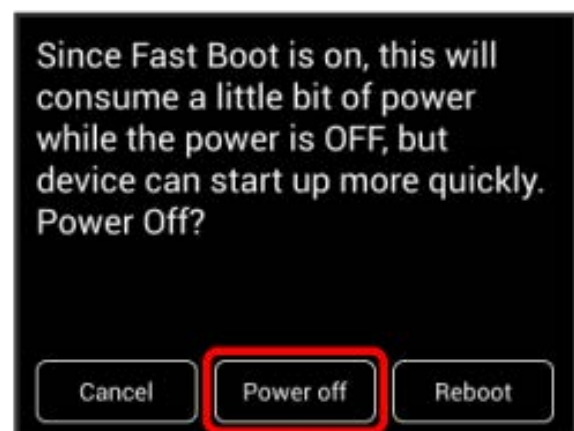 Since Fast Boot is on, this will
consume a little bit of power
while the power is OFF, but
device can start up more quickly.
Power Off?
Cancel
Power off
Reboot